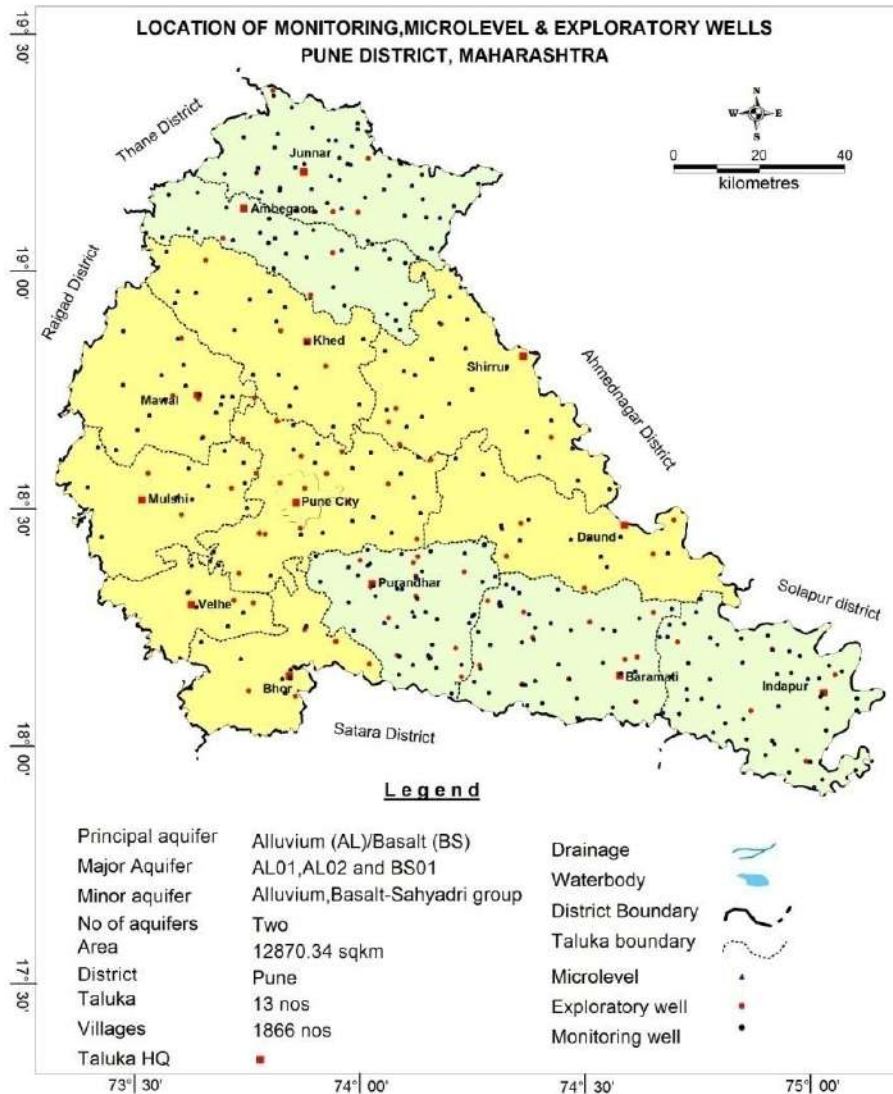 LOCATION OF MONITORING,MICROLEVEL & EXPLORATORY WELLS
PUNE DISTRICT, MAHARASHTRA
19° 30'
19° 00'
18° 30'
18° 00'
17° 30'
N
W E
S
0 20 40
kilometres
Thane District
Junnar
Ambegaon
Raigad District
Khed
Shirrur
Ahmednagar District
Mawal
Mulshi
Pune City
Daund
Purandhar
Solapur district
Velhe
Bhor
Baramati
Indapur
Satara District
Legend
Principal aquifer Alluvium (AL)/Basalt (BS)
Major Aquifer AL01,AL02 and BS01
Minor aquifer Alluvium,Basalt-Sahyadri group
No of aquifers Two
Area 12870.34 sqkm
District Pune
Taluka 13 nos
Villages 1866 nos
Taluka HQ
Drainage
Waterbody
District Boundary
Taluka boundary
Microlevel
Exploratory well
Monitoring well
73° 30' 74° 00' 74° 30' 75° 00'